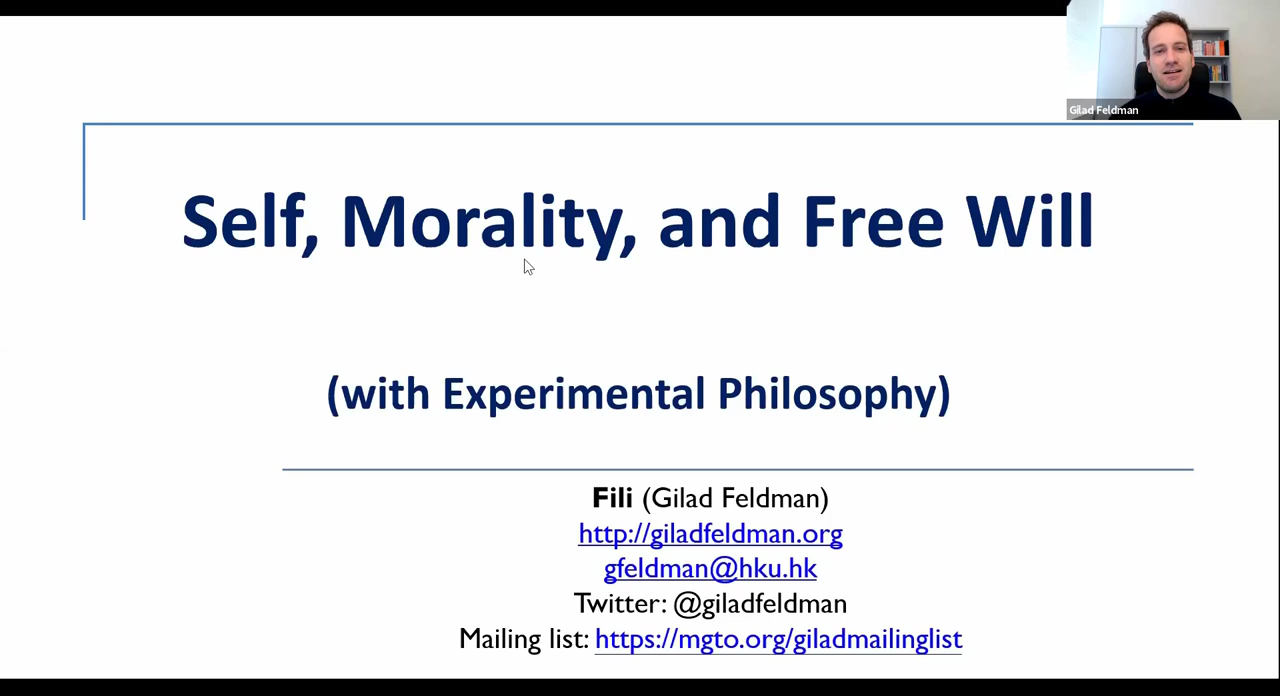 Gilad Feldman
Self, Morality, and Free Will
(with Experimental Philosophy)
Fili (Gilad Feldman)
http://giladfeldman.org
gfeldman@hku.hk
Twitter: @giladfeldman
Mailing list: https://mgto.org/giladmailinglist